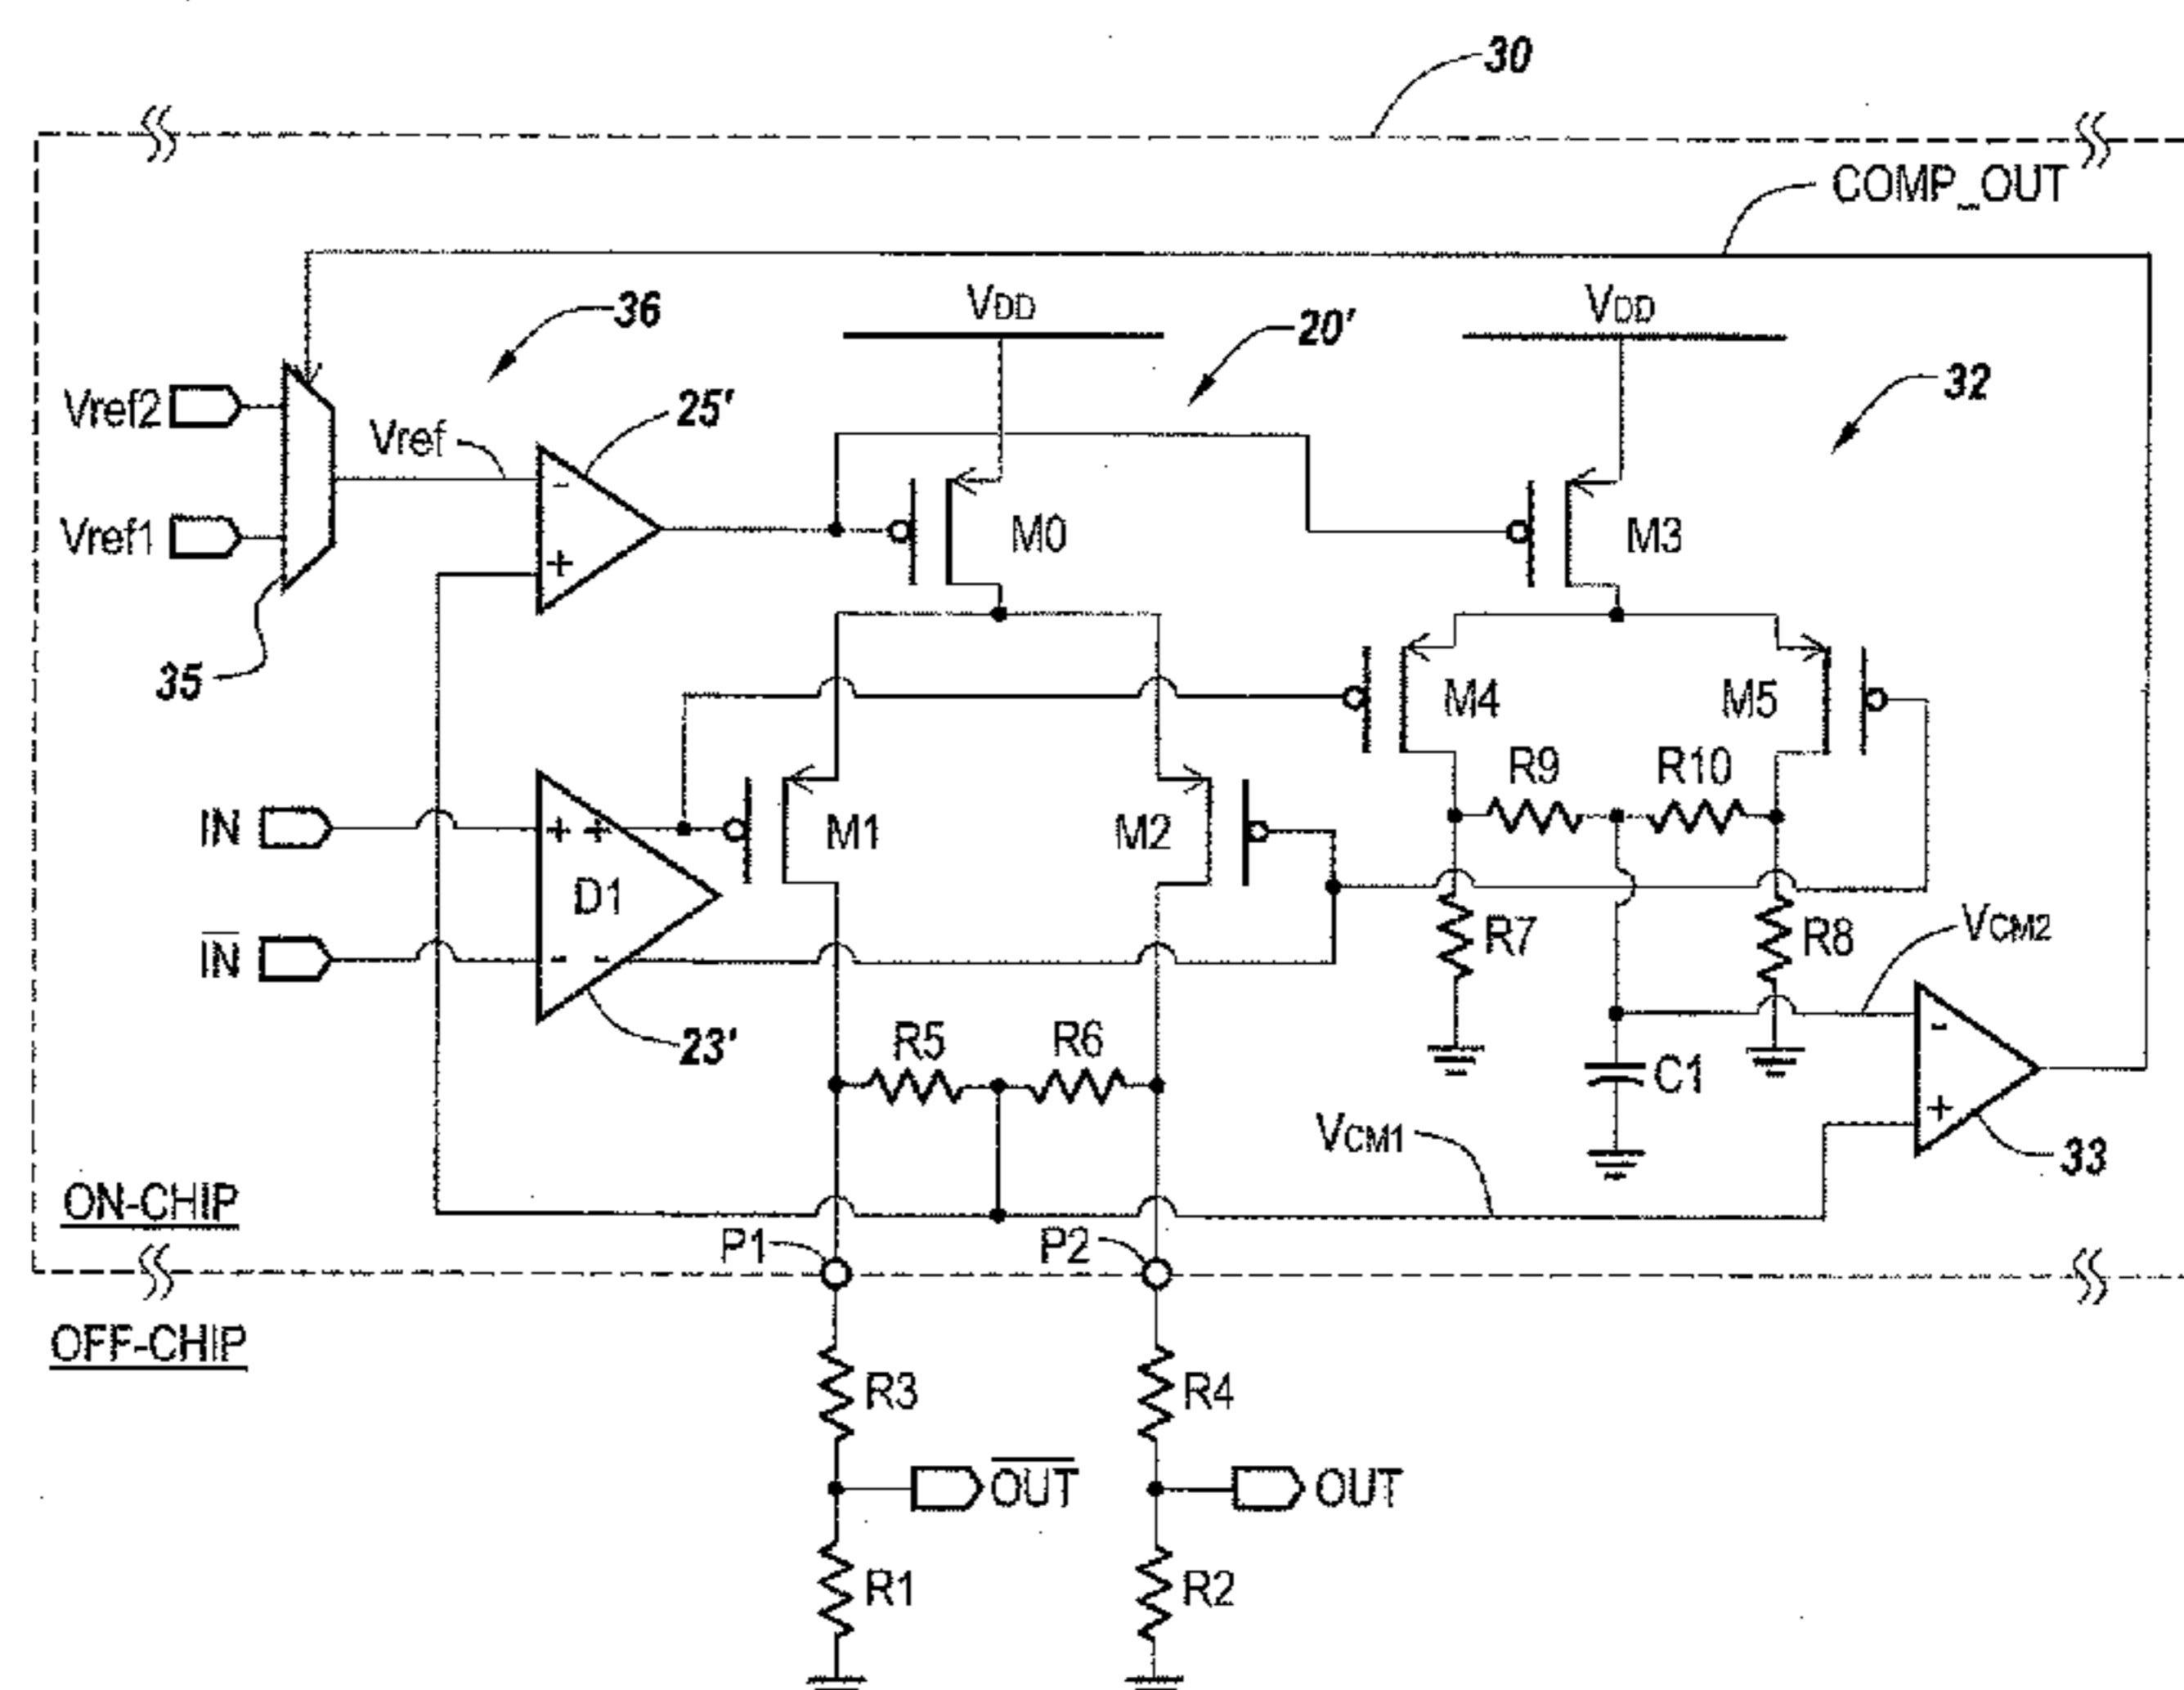 30
COMP_OUT
36
VDD
20'
VDD
32
Vref2
Vref
25'
Vref1
-
+
M0
M3
35
M4
M5
R9
R10
IN
+ +
M1
M2
D1
IN
- -
R7
R8
VCM2
23'
R5
R6
C1
-
+
VCM1
33
ON-CHIP
P1
P2
OFF-CHIP
R3
R4
OUT
OUT
R1
R2